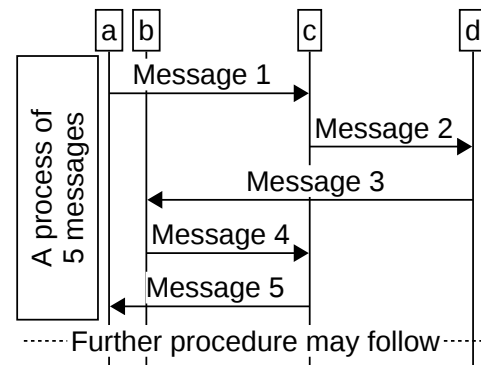 a b c d
Message 1
Message 2
Message 3
Message 4
Message 5
A process of
5 messages
Further procedure may follow